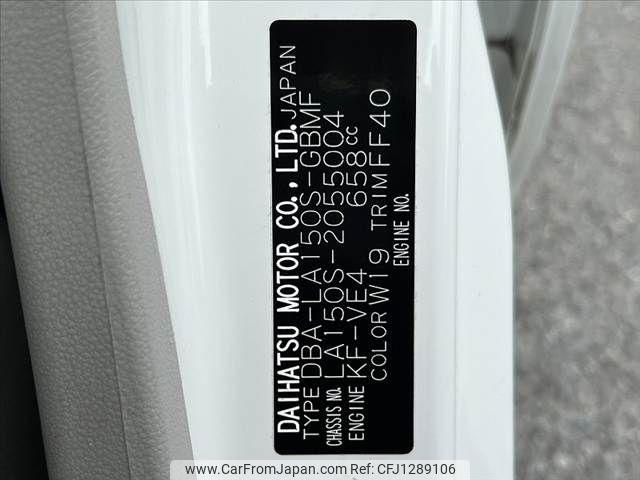 DAIHATSU MOTOR CO., LTD. JAPAN
TYPE DBA-LA150S-GBMF
CHASSIS NO. LA150S-2055004
ENGINE KF-VE4 658cc
COLOR W19 TRIM FF40
ENGINE NO.
www.CarFromJapan.com | Ref No. CFJ1289106